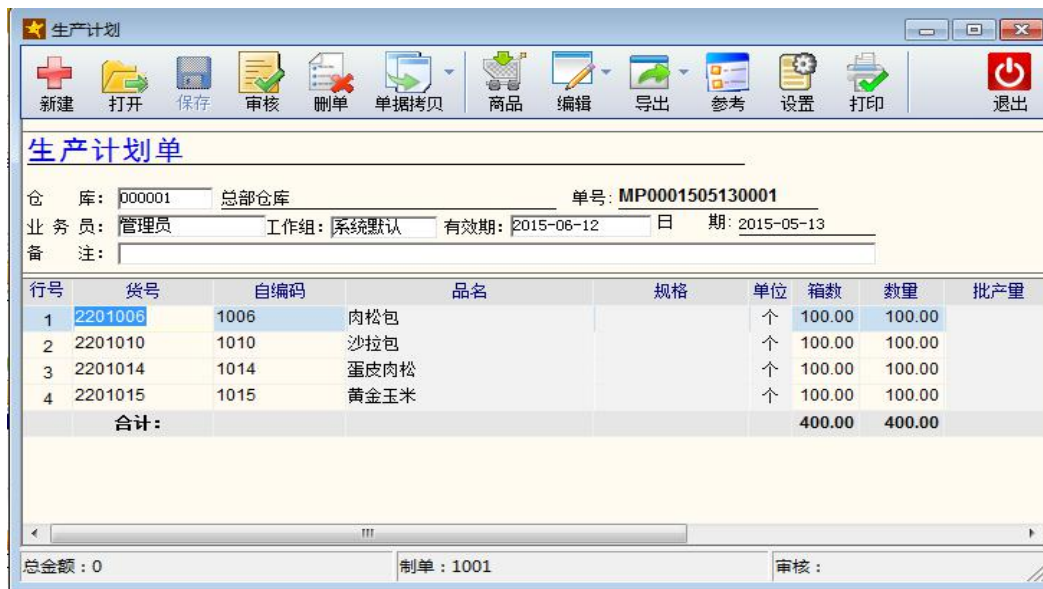 生产计划
新建 打开 保存 审核 删单 单据拷贝 商品 编辑 导出 参考 设置 打印 退出
生产计划单
仓 库: 000001 总部仓库 单号: MP0001505130001
业 务 员: 管理员 工作组: 系统默认 有效期: 2015-06-12 日 期: 2015-05-13
备 注:
行号 货号 自编码 品名 规格 单位 箱数 数量 批产量
1 2201006 1006 肉松包 个 100.00 100.00
2 2201010 1010 沙拉包 个 100.00 100.00
3 2201014 1014 蛋皮肉松 个 100.00 100.00
4 2201015 1015 黄金玉米 个 100.00 100.00
合计: 400.00 400.00
总金额:0 制单:1001 审核: